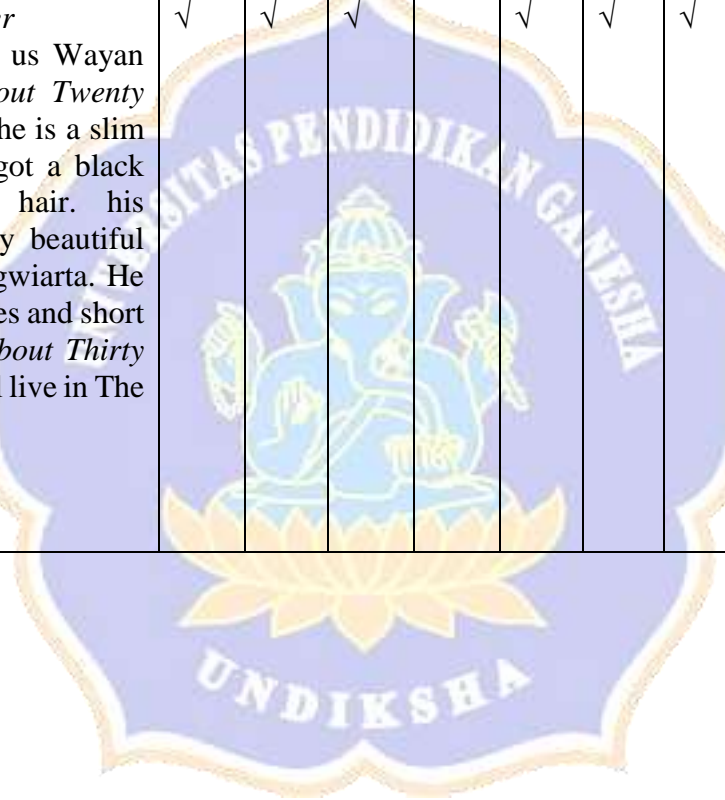 er √ √ √ √ √ √
us Wayan
out Twenty
he is a slim
got a black
hair. his
y beautiful
gwiarta. He
es and short
bout Thirty
l live in The
UNIVERSITAS PENDIDIKAN GANESHA
UNDIKSHA